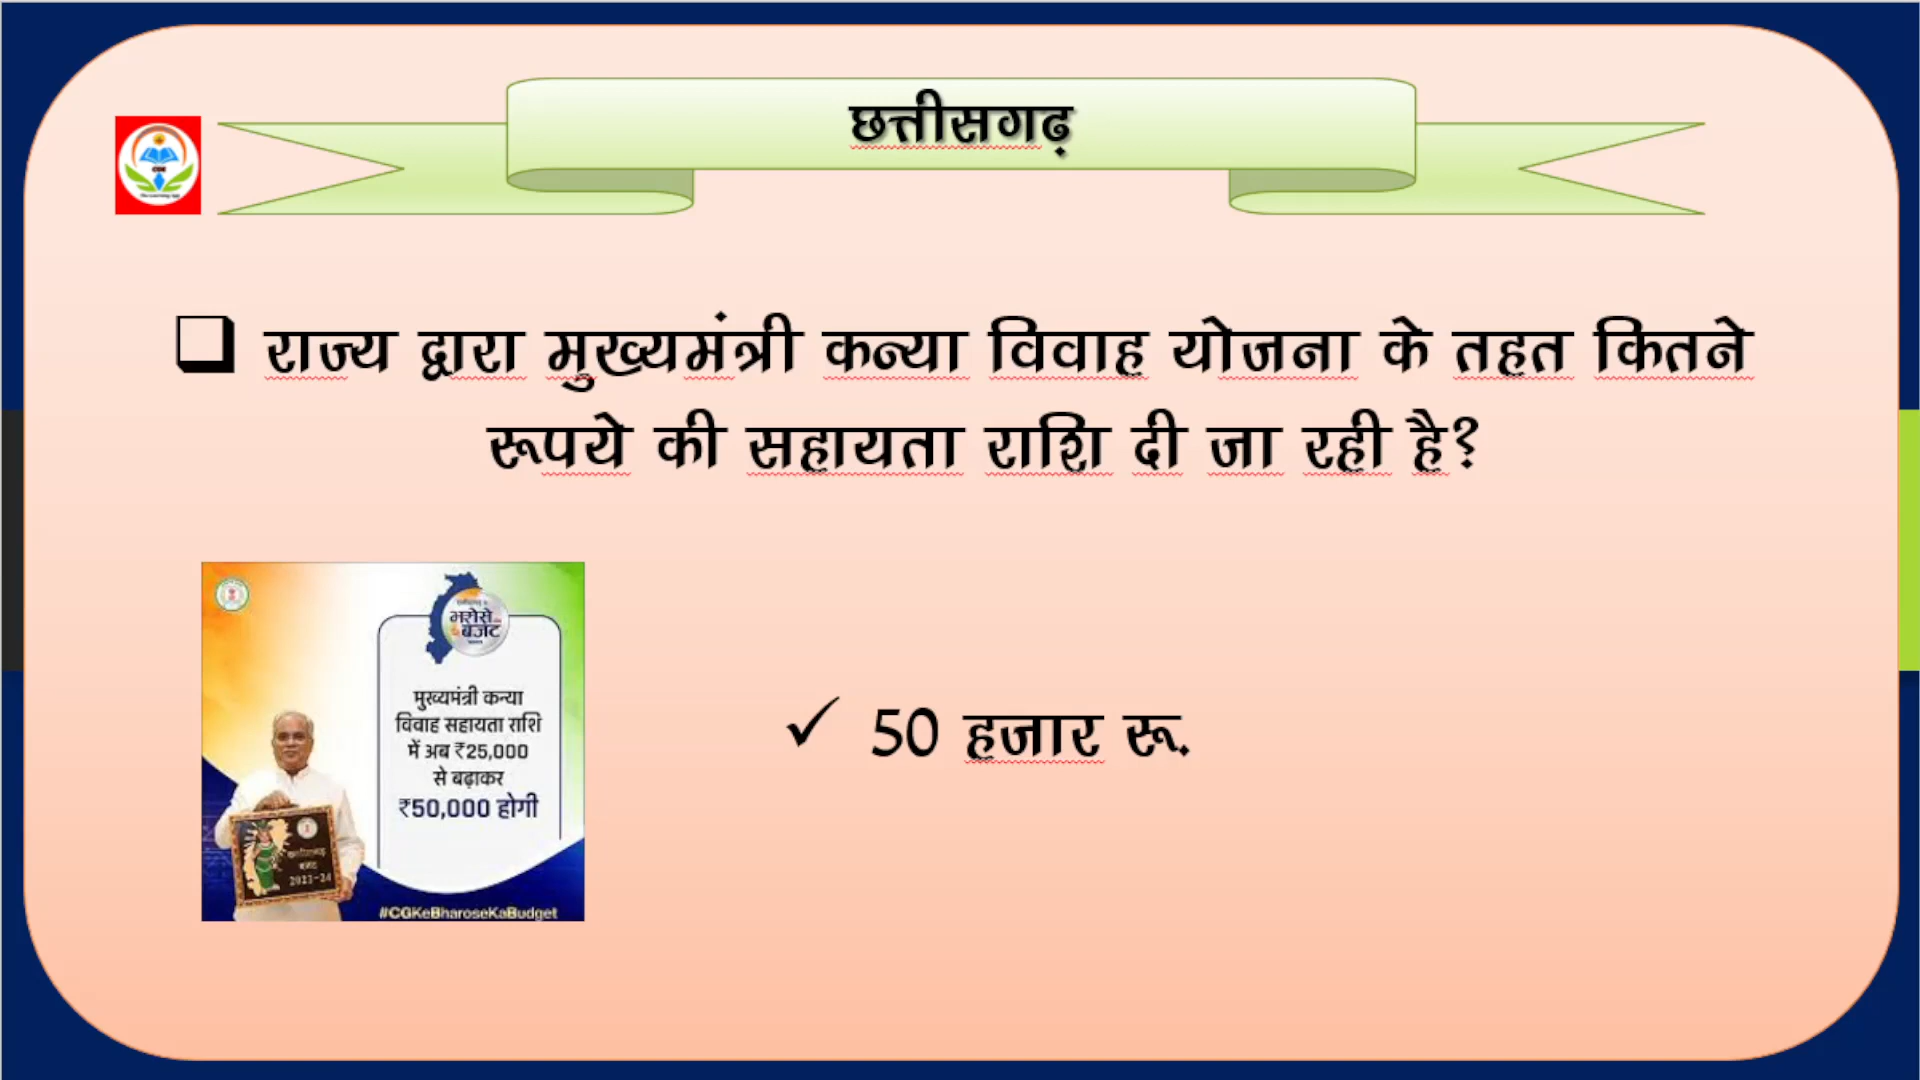 छत्तीसगढ़
राज्य द्वारा मुख्यमंत्री कन्या विवाह योजना के तहत कितने
रूपये की सहायता राशि दी जा रही है?
भरोसे
बजट
मुख्यमंत्री कन्या
विवाह सहायता राशि
में अब ₹25,000
से बढ़ाकर
₹50,000 होगी
#CGKeBharoseKaBudget
50 हजार रू.